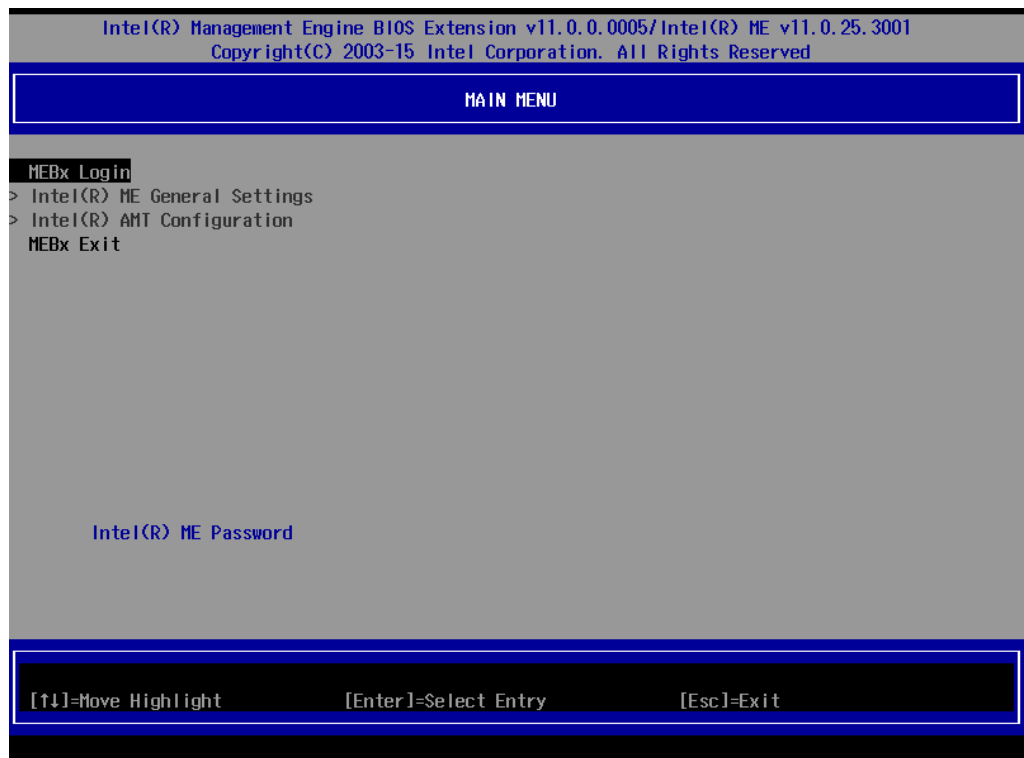 Intel(R) Management Engine BIOS Extension v11.0.0.0005/Intel(R) ME v11.0.25.3001
Copyright(C) 2003-15 Intel Corporation. All Rights Reserved
MAIN MENU
MEBx Login
> Intel(R) ME General Settings
> Intel(R) AMT Configuration
MEBx Exit
Intel(R) ME Password
[↑↓]=Move Highlight [Enter]=Select Entry [Esc]=Exit